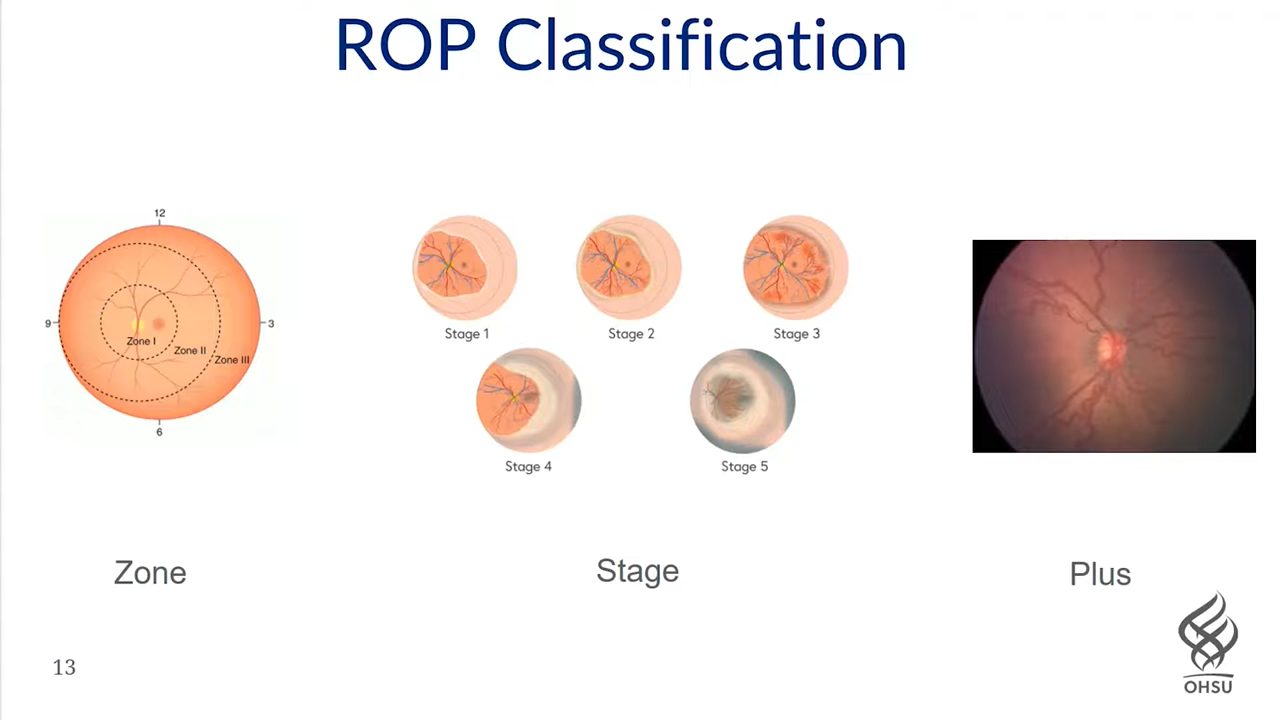 ROP Classification
12
9
3
Zone I
Zone II
Zone III
6
Zone
Stage 1
Stage 2
Stage 3
Stage 4
Stage 5
Stage
Plus
13
OHSU